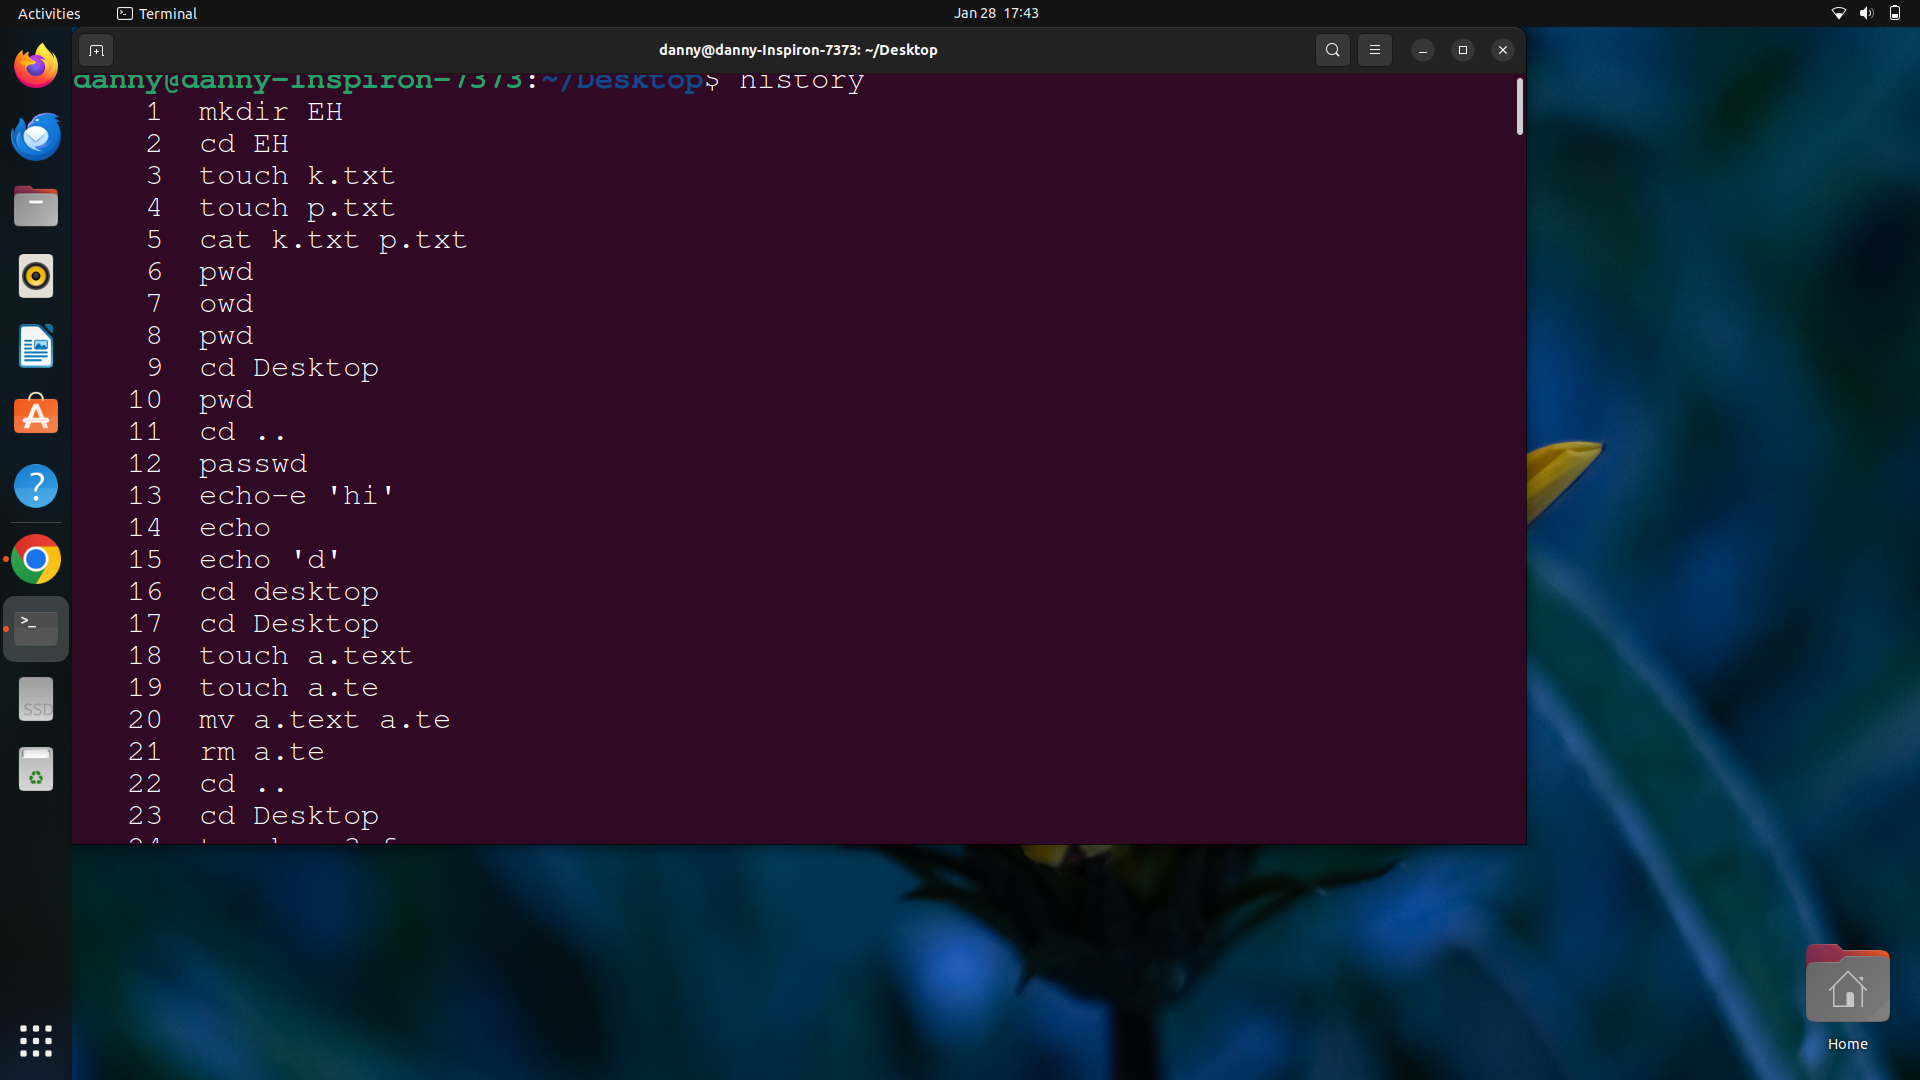 Activities Terminal Jan 28 17:43
danny@danny-Inspiron-7373: ~/Desktop
danny@danny-Inspiron-7373:~/Desktop$ history
1 mkdir EH
2 cd EH
3 touch k.txt
4 touch p.txt
5 cat k.txt p.txt
6 pwd
7 owd
8 pwd
9 cd Desktop
10 pwd
11 cd ..
12 passwd
13 echo-e 'hi'
14 echo
15 echo 'd'
16 cd desktop
17 cd Desktop
18 touch a.text
19 touch a.te
20 mv a.text a.te
21 rm a.te
22 cd ..
23 cd Desktop
24
SSD
Home